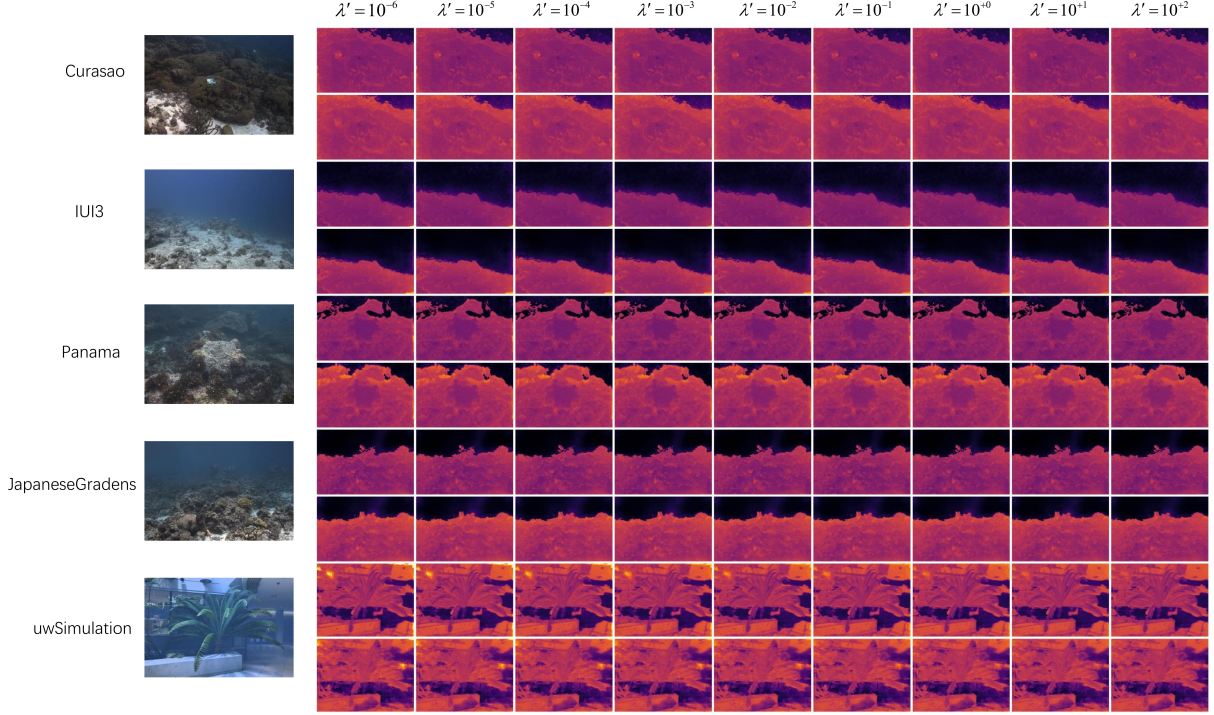 λ′ = 10⁻⁶ λ′ = 10⁻⁵ λ′ = 10⁻⁴ λ′ = 10⁻³ λ′ = 10⁻² λ′ = 10⁻¹ λ′ = 10⁺⁰ λ′ = 10⁺¹ λ′ = 10⁺²
Curasao
IUI3
Panama
JapaneseGradens
uwSimulation